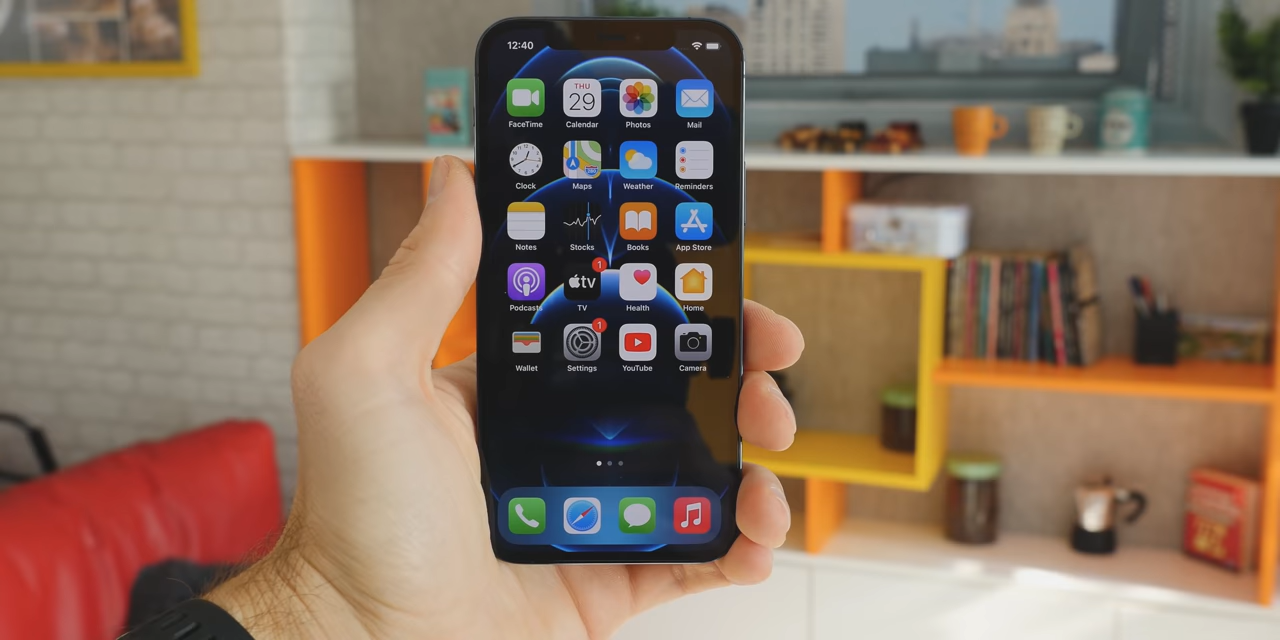 12:40
THU
29
FaceTime Calendar Photos Mail
Clock Maps Weather Reminders
Notes Stocks Books App Store
1
tv
Podcasts TV Health Home
1
Wallet Settings YouTube Camera